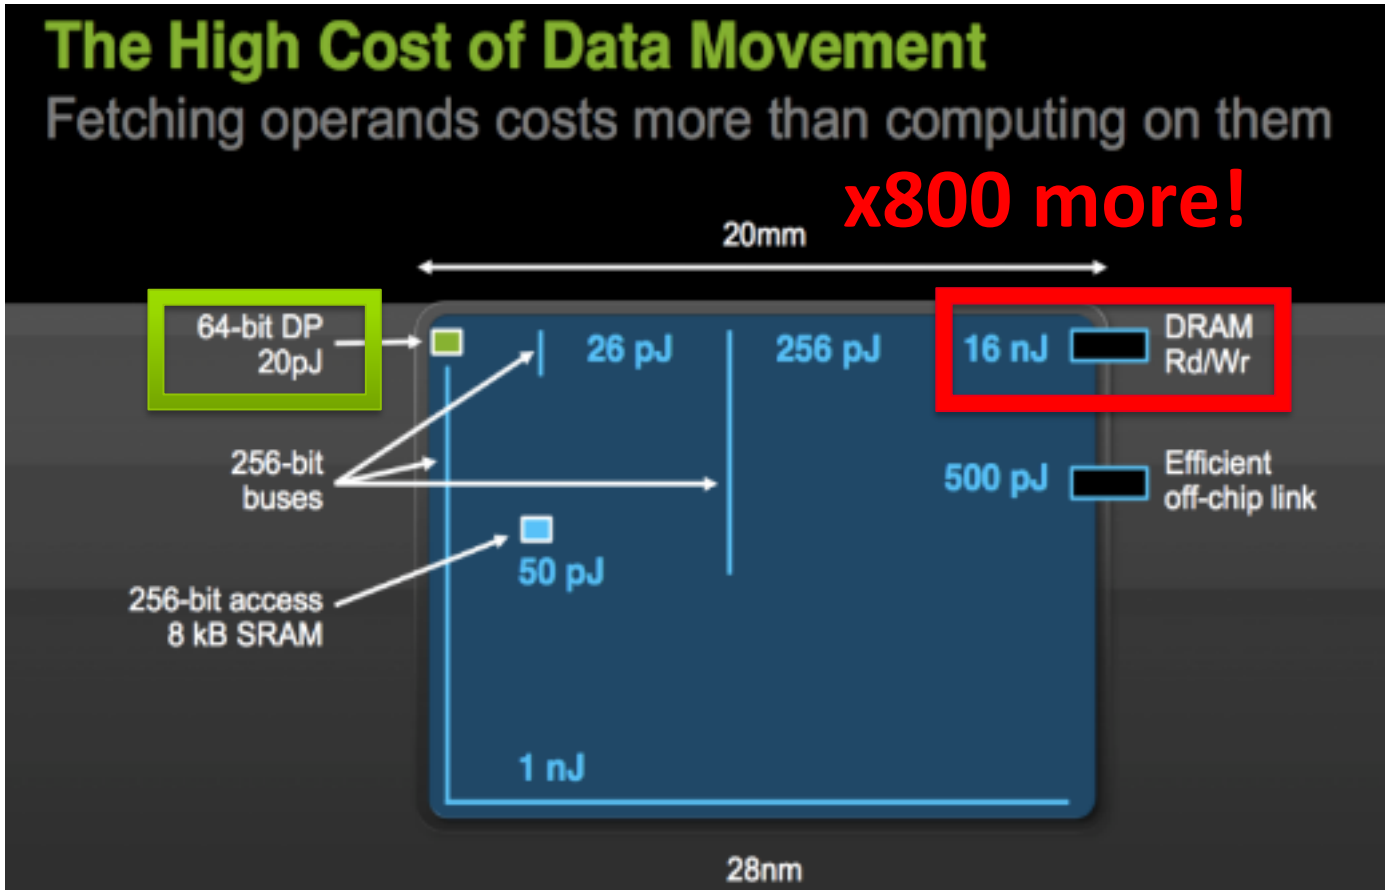 The High Cost of Data Movement
Fetching operands costs more than computing on them
x800 more!
20mm
64-bit DP
20pJ
26 pJ
256 pJ
16 nJ
DRAM
Rd/Wr
256-bit
buses
500 pJ
Efficient
off-chip link
50 pJ
256-bit access
8 kB SRAM
1 nJ
28nm